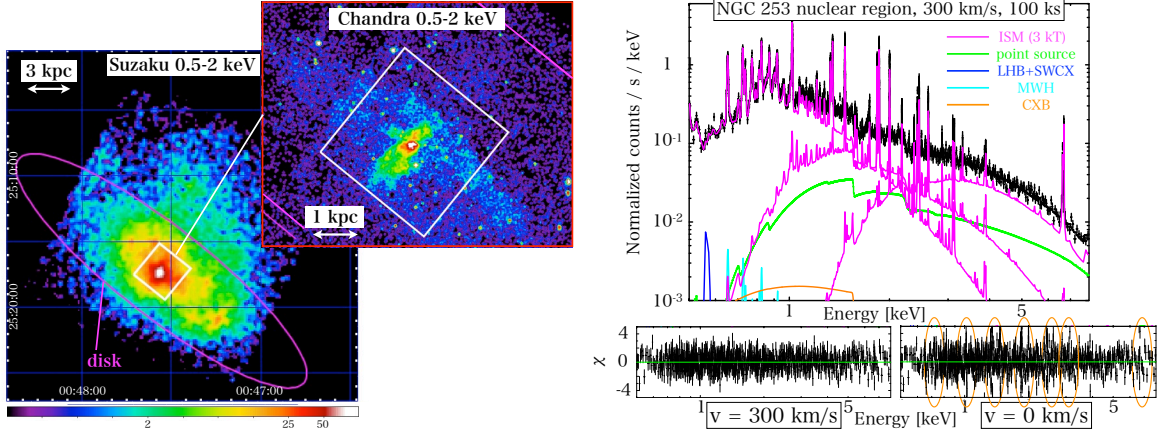 Suzaku 0.5-2 keV
3 kpc
25:10:00
25:20:00
disk
00:48:00
00:47:00
2
25
50
Chandra 0.5-2 keV
1 kpc
NGC 253 nuclear region, 300 km/s, 100 ks
ISM (3 kT)
point source
LHB+SWCX
MWH
CXB
Normalized counts / s / keV
1
10-1
10-2
10-3
1
5
Energy [keV]
χ
4
2
0
-2
-4
1
5
v = 300 km/s
Energy [keV]
1
5
v = 0 km/s